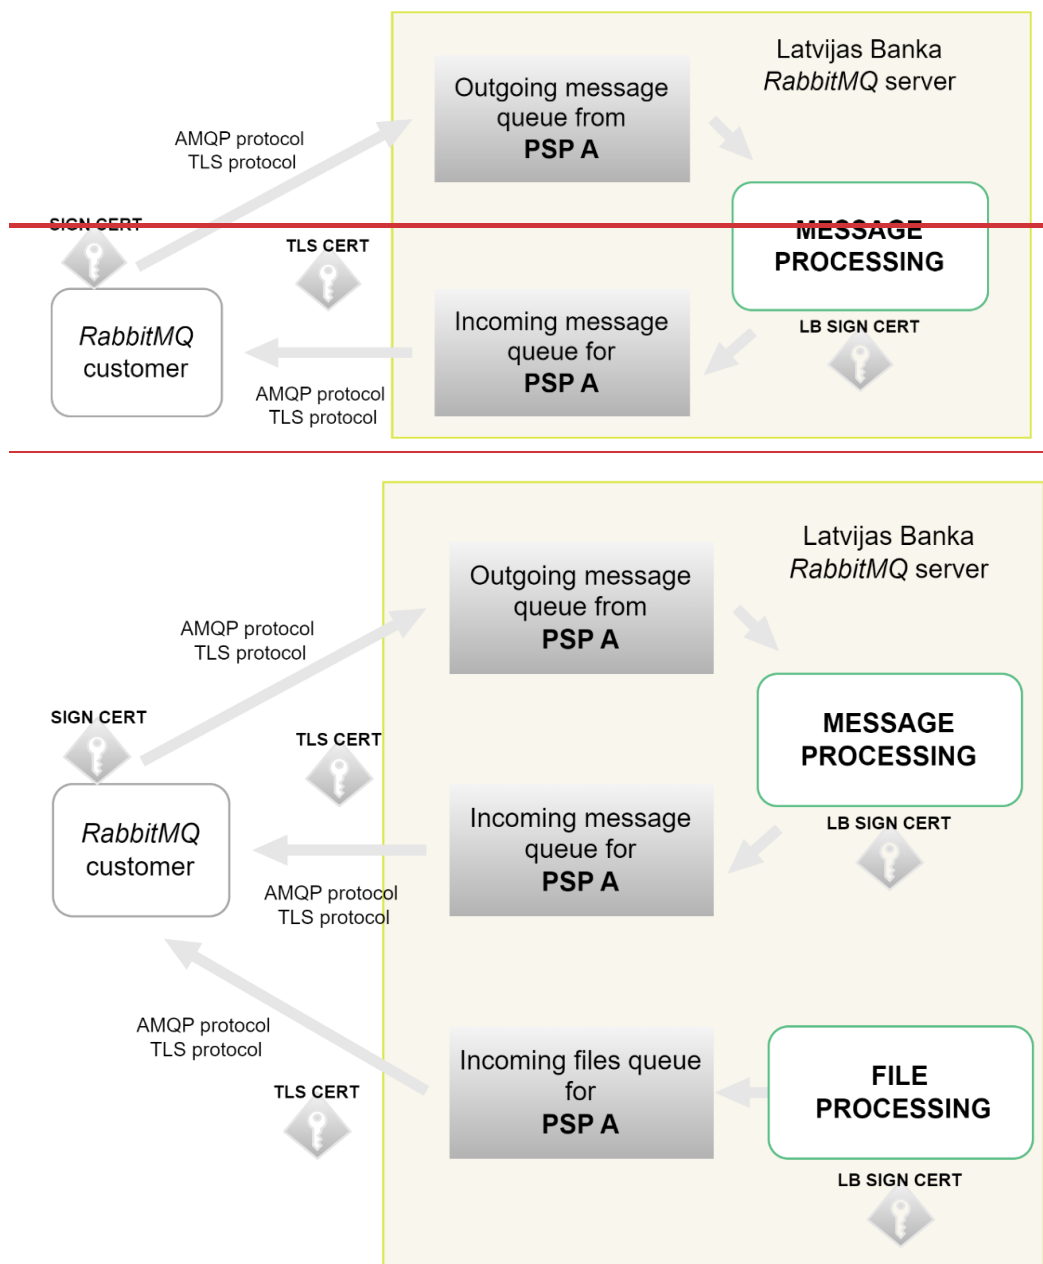 Latvijas Banka
RabbitMQ server
Outgoing message
queue from
PSP A
AMQP protocol
TLS protocol
SIGN CERT
MESSAGE
PROCESSING
TLS CERT
RabbitMQ
customer
Incoming message
queue for
PSP A
LB SIGN CERT
AMQP protocol
TLS protocol
Latvijas Banka
RabbitMQ server
Outgoing message
queue from
PSP A
AMQP protocol
TLS protocol
SIGN CERT
MESSAGE
PROCESSING
TLS CERT
RabbitMQ
customer
Incoming message
queue for
PSP A
LB SIGN CERT
AMQP protocol
TLS protocol
AMQP protocol
TLS protocol
Incoming files queue
for
PSP A
FILE
PROCESSING
TLS CERT
LB SIGN CERT